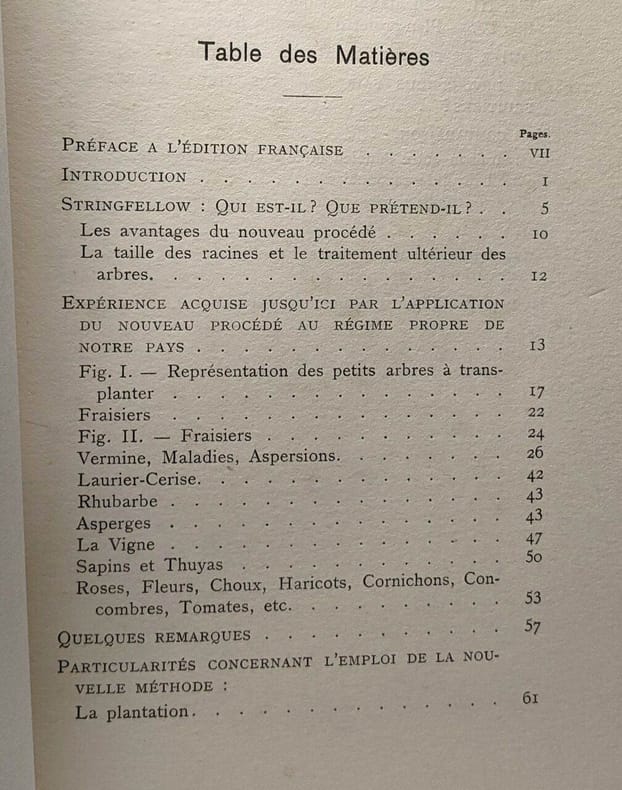 Table des Matières
Pages.
PRÉFACE A L'ÉDITION FRANÇAISE . . . . . . . VII
INTRODUCTION . . . . . . . . . . . . . . 1
STRINGFELLOW : QUI EST-IL? QUE PRÉTEND-IL? . . 5
Les avantages du nouveau procédé . . . . . . 10
La taille des racines et le traitement ultérieur des
arbres. . . . . . . . . . . . . . . . 12
EXPÉRIENCE ACQUISE JUSQU'ICI PAR L'APPLICATION
DU NOUVEAU PROCÉDÉ AU RÉGIME PROPRE DE
NOTRE PAYS . . . . . . . . . . . . . . 13
Fig. I. — Représentation des petits arbres à trans-
planter . . . . . . . . . . . . . . . 17
Fraisiers . . . . . . . . . . . . . . . 22
Fig. II. — Fraisiers . . . . . . . . . . 24
Vermine, Maladies, Aspersions. . . . . . . . 26
Laurier-Cerise. . . . . . . . . . . . . 42
Rhubarbe . . . . . . . . . . . . . . . 43
Asperges . . . . . . . . . . . . . . . 43
La Vigne . . . . . . . . . . . . . . . 47
Sapins et Thuyas . . . . . . . . . . . . 50
Roses, Fleurs, Choux, Haricots, Cornichons, Con-
combres, Tomates, etc. . . . . . . . . . 53
QUELQUES REMARQUES . . . . . . . . . . . 57
PARTICULARITÉS CONCERNANT L'EMPLOI DE LA NOU-
VELLE MÉTHODE :
La plantation. . . . . . . . . . . . . . 61